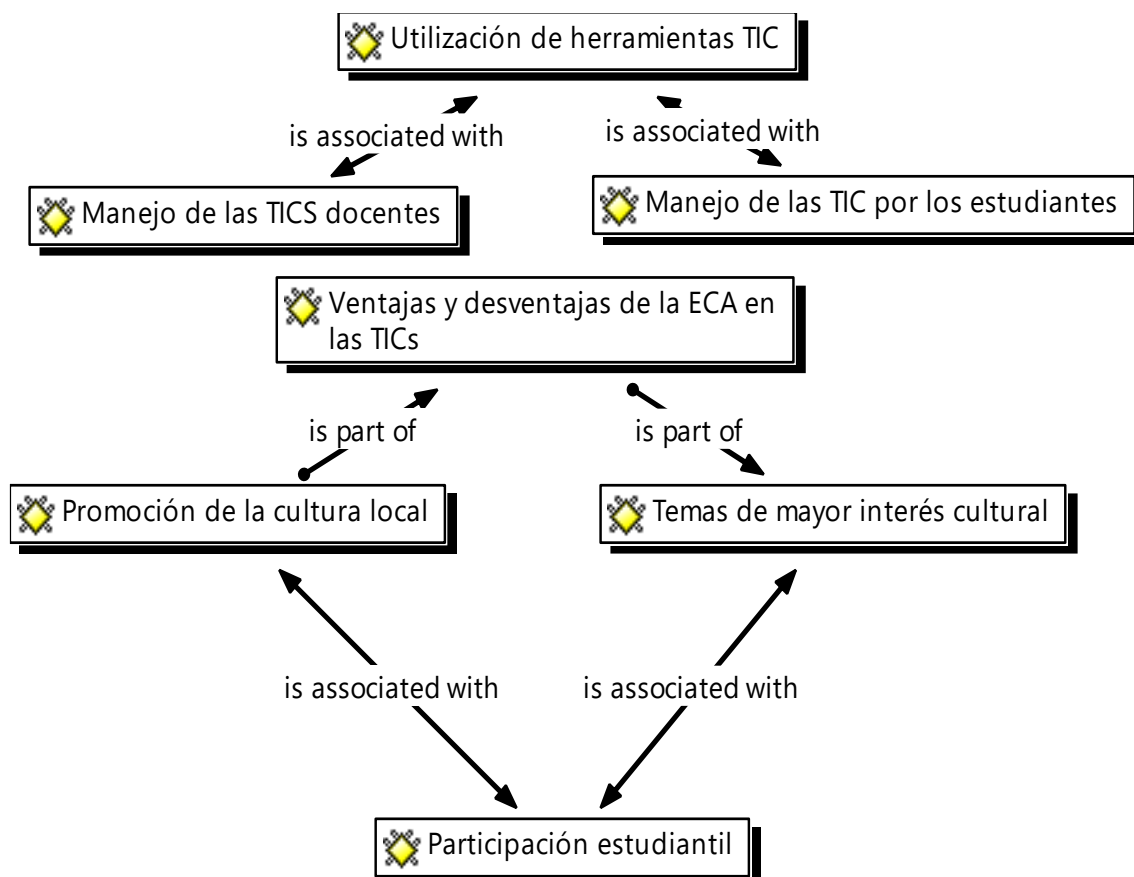 Utilización de herramientas TIC
is associated with
is associated with
Manejo de las TICS docentes
Manejo de las TIC por los estudiantes
Ventajas y desventajas de la ECA en
las TICs
is part of
is part of
Promoción de la cultura local
Temas de mayor interés cultural
is associated with
is associated with
Participación estudiantil